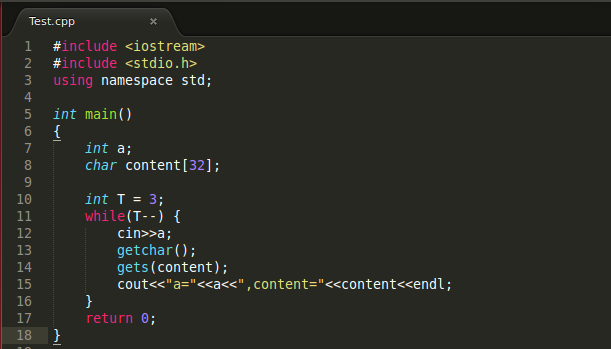 Test.cpp ×
1 #include <iostream>
2 #include <stdio.h>
3 using namespace std;
4
5 int main()
6 {
7     int a;
8     char content[32];
9
10     int T = 3;
11     while(T--) {
12         cin>>a;
13         getchar();
14         gets(content);
15         cout<<"a="<<a<<",content="<<content<<endl;
16     }
17     return 0;
18 }